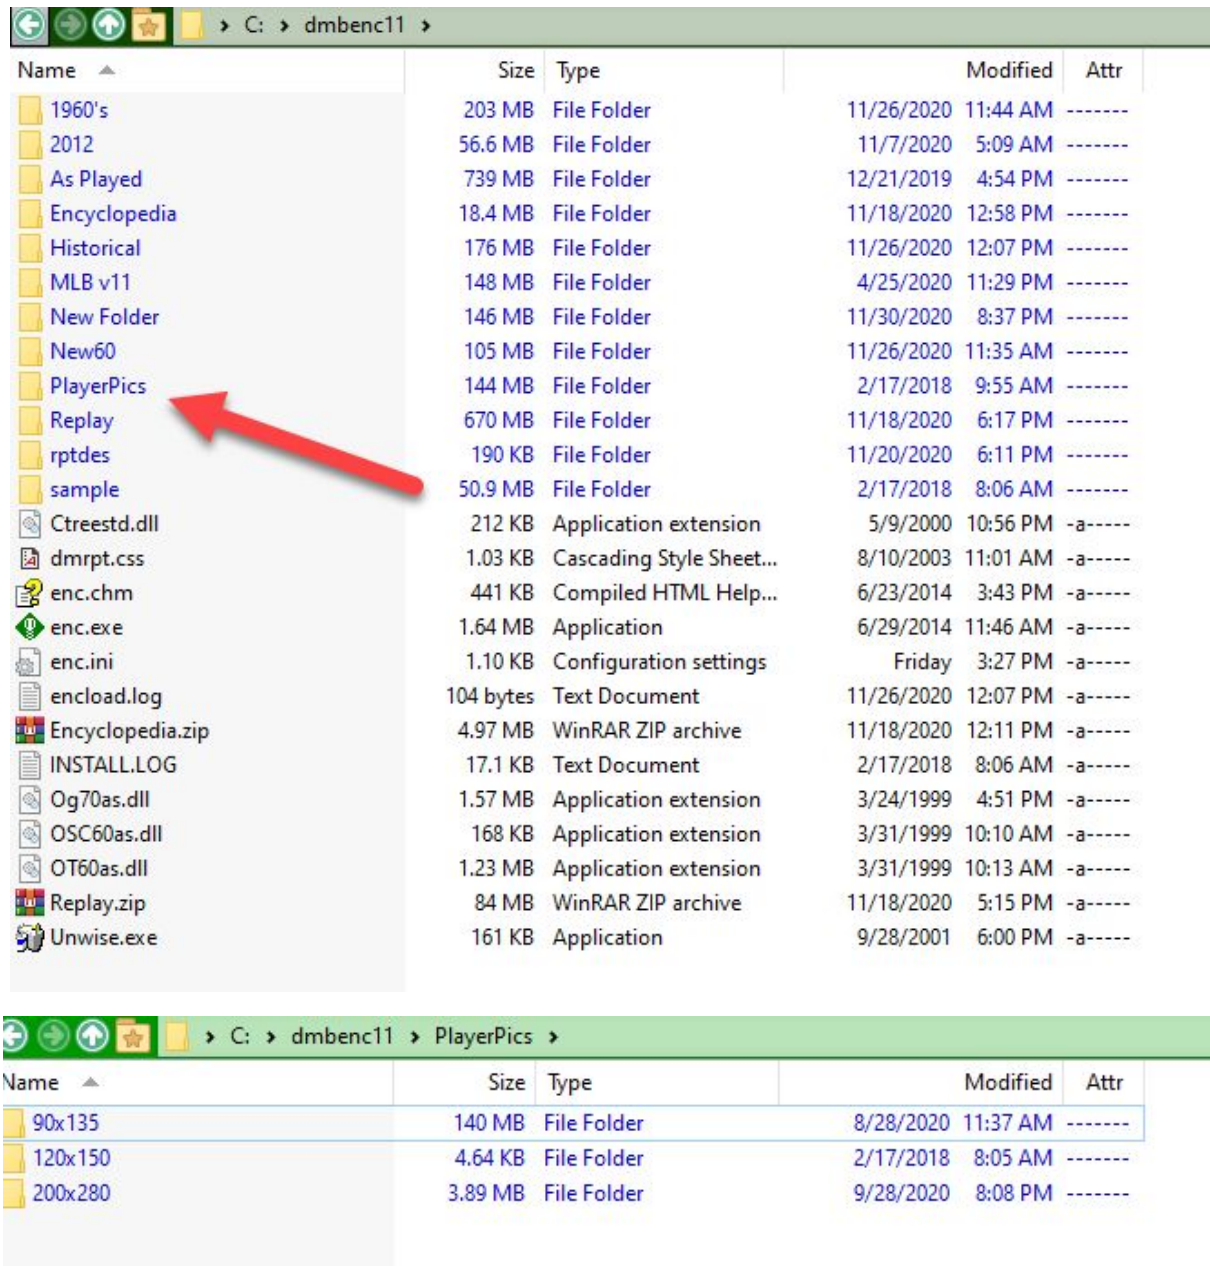 C: dmbenc11
Name Size Type Modified Attr
1960's 203 MB File Folder 11/26/2020 11:44 AM -------
2012 56.6 MB File Folder 11/7/2020 5:09 AM -------
As Played 739 MB File Folder 12/21/2019 4:54 PM -------
Encyclopedia 18.4 MB File Folder 11/18/2020 12:58 PM -------
Historical 176 MB File Folder 11/26/2020 12:07 PM -------
MLB v11 148 MB File Folder 4/25/2020 11:29 PM -------
New Folder 146 MB File Folder 11/30/2020 8:37 PM -------
New60 105 MB File Folder 11/26/2020 11:35 AM -------
PlayerPics 144 MB File Folder 2/17/2018 9:55 AM -------
Replay 670 MB File Folder 11/18/2020 6:17 PM -------
rptdes 190 KB File Folder 11/20/2020 6:11 PM -------
sample 50.9 MB File Folder 2/17/2018 8:06 AM -------
Ctreestd.dll 212 KB Application extension 5/9/2000 10:56 PM -a-----
dmrpt.css 1.03 KB Cascading Style Sheet... 8/10/2003 11:01 AM -a-----
enc.chm 441 KB Compiled HTML Help... 6/23/2014 3:43 PM -a-----
enc.exe 1.64 MB Application 6/29/2014 11:46 AM -a-----
enc.ini 1.10 KB Configuration settings Friday 3:27 PM -a-----
encload.log 104 bytes Text Document 11/26/2020 12:07 PM -a-----
Encyclopedia.zip 4.97 MB WinRAR ZIP archive 11/18/2020 12:11 PM -a-----
INSTALL.LOG 17.1 KB Text Document 2/17/2018 8:06 AM -a-----
Og70as.dll 1.57 MB Application extension 3/24/1999 4:51 PM -a-----
OSC60as.dll 168 KB Application extension 3/31/1999 10:10 AM -a-----
OT60as.dll 1.23 MB Application extension 3/31/1999 10:13 AM -a-----
Replay.zip 84 MB WinRAR ZIP archive 11/18/2020 5:15 PM -a-----
Unwise.exe 161 KB Application 9/28/2001 6:00 PM -a-----
C: dmbenc11 PlayerPics
Name Size Type Modified Attr
90x135 140 MB File Folder 8/28/2020 11:37 AM -------
120x150 4.64 KB File Folder 2/17/2018 8:05 AM -------
200x280 3.89 MB File Folder 9/28/2020 8:08 PM -------